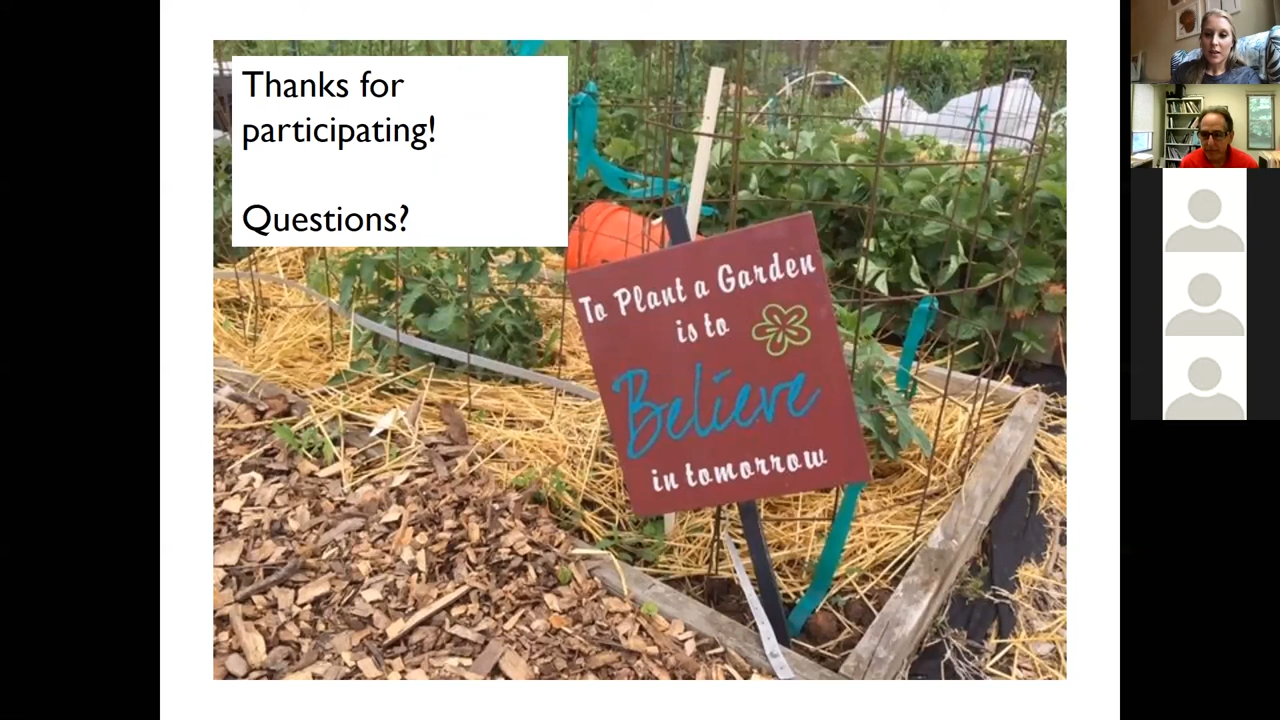 Thanks for
participating!
Questions?
To Plant a Garden
is to
Believe
in tomorrow